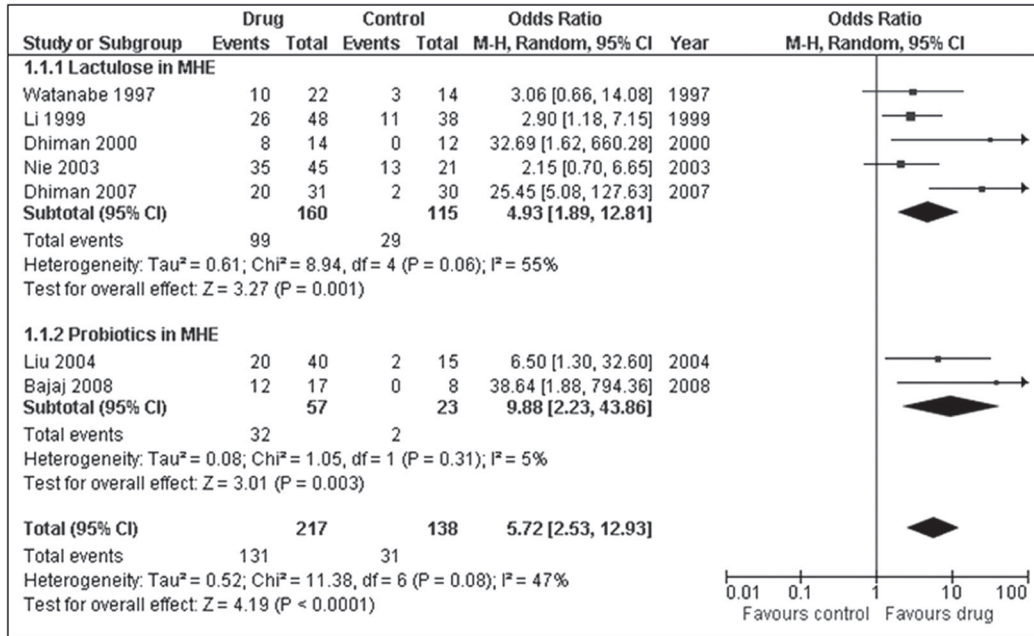 Drug Control Odds Ratio Odds Ratio
Study or Subgroup Events Total Events Total M-H, Random, 95% CI Year M-H, Random, 95% CI
1.1.1 Lactulose in MHE
Watanabe 1997 10 22 3 14 3.06 [0.66, 14.08] 1997
Li 1999 26 48 11 38 2.90 [1.18, 7.15] 1999
Dhiman 2000 8 14 0 12 32.69 [1.62, 660.28] 2000
Nie 2003 35 45 13 21 2.15 [0.70, 6.65] 2003
Dhiman 2007 20 31 2 30 25.45 [5.08, 127.63] 2007
Subtotal (95% CI) 160 115 4.93 [1.89, 12.81]
Total events 99 29
Heterogeneity: Tau² = 0.61; Chi² = 8.94, df = 4 (P = 0.06); I² = 55%
Test for overall effect: Z = 3.27 (P = 0.001)
1.1.2 Probiotics in MHE
Liu 2004 20 40 2 15 6.50 [1.30, 32.60] 2004
Bajaj 2008 12 17 0 8 38.64 [1.88, 794.36] 2008
Subtotal (95% CI) 57 23 9.88 [2.23, 43.86]
Total events 32 2
Heterogeneity: Tau² = 0.08; Chi² = 1.05, df = 1 (P = 0.31); I² = 5%
Test for overall effect: Z = 3.01 (P = 0.003)
Total (95% CI) 217 138 5.72 [2.53, 12.93]
Total events 131 31
Heterogeneity: Tau² = 0.52; Chi² = 11.38, df = 6 (P = 0.08); I² = 47%
Test for overall effect: Z = 4.19 (P < 0.0001)
0.01 0.1 1 10 100
Favours control Favours drug